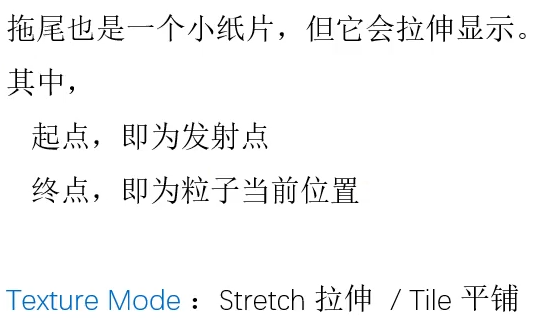 拖尾也是一个小纸片，但它会拉伸显示。
其中，
起点，即为发射点
终点，即为粒子当前位置
Texture Mode ：Stretch 拉伸 / Tile 平铺